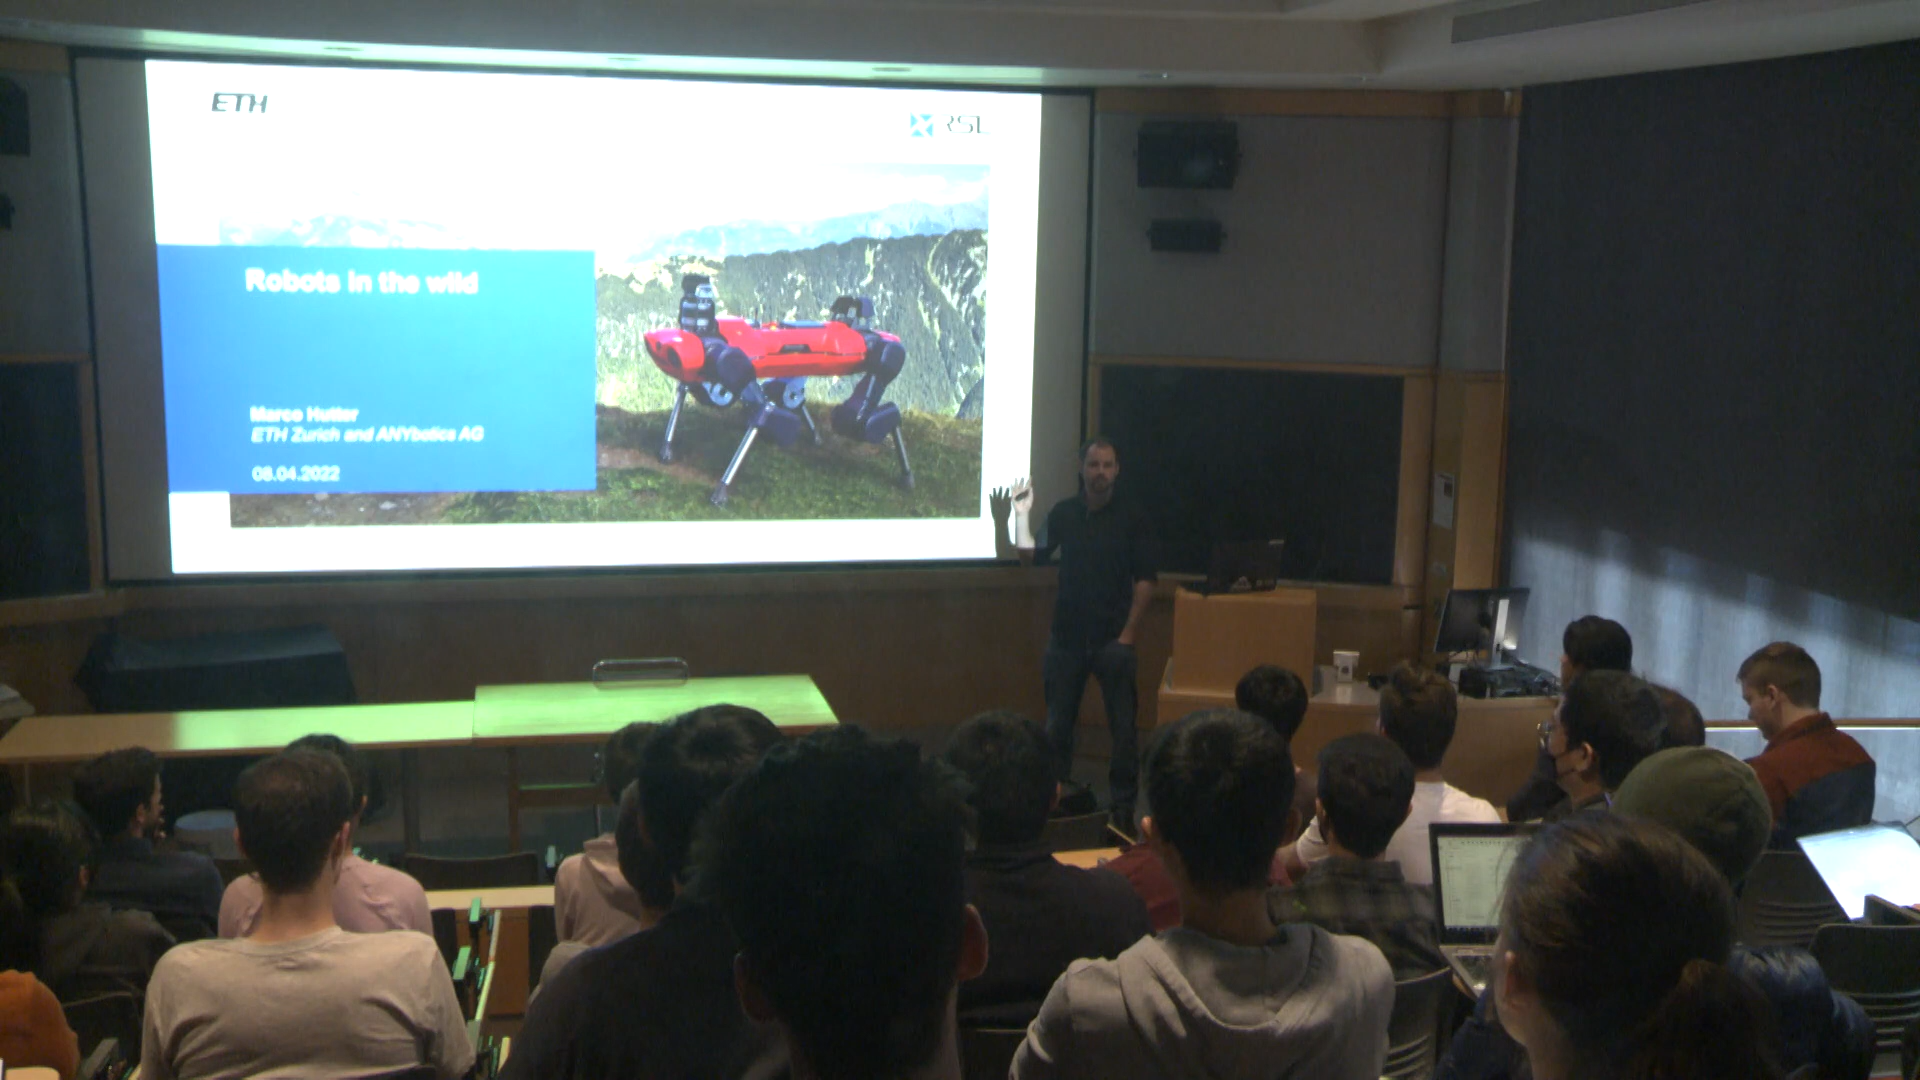 ETH
RSL
Robots in the wild
Marco Hutter
ETH Zurich and ANYbotics AG
08.04.2022